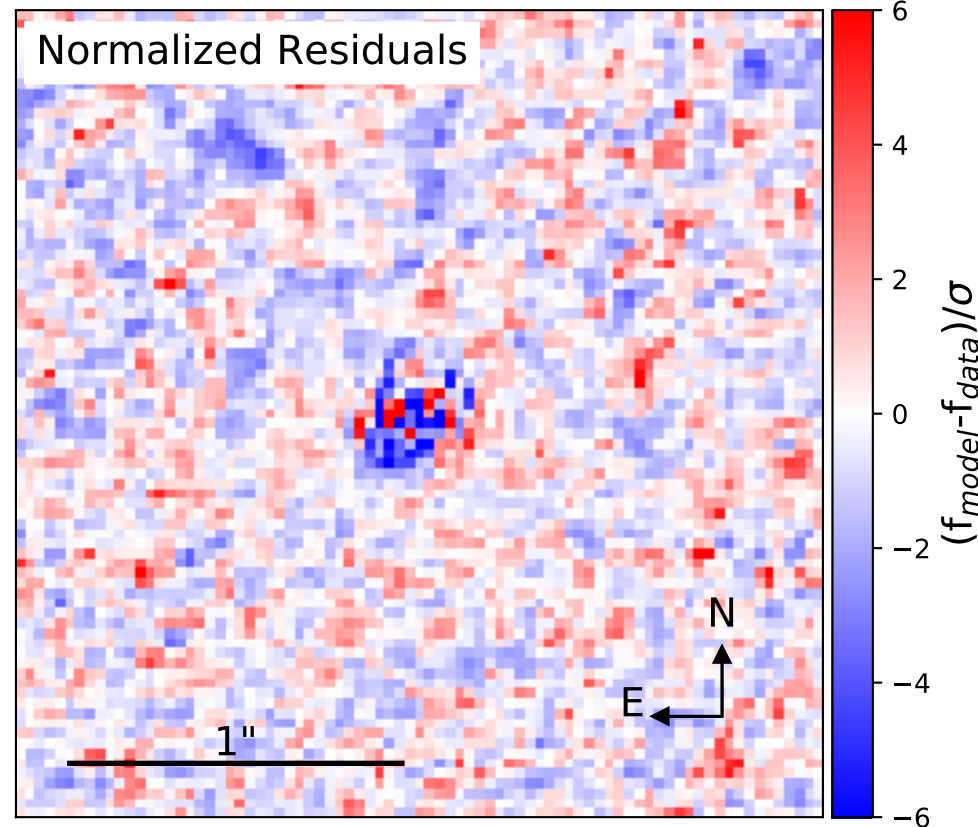 Normalized Residuals
6
4
2
0
−2
−4
−6
(f_model-f_data)/σ
N
E
1"